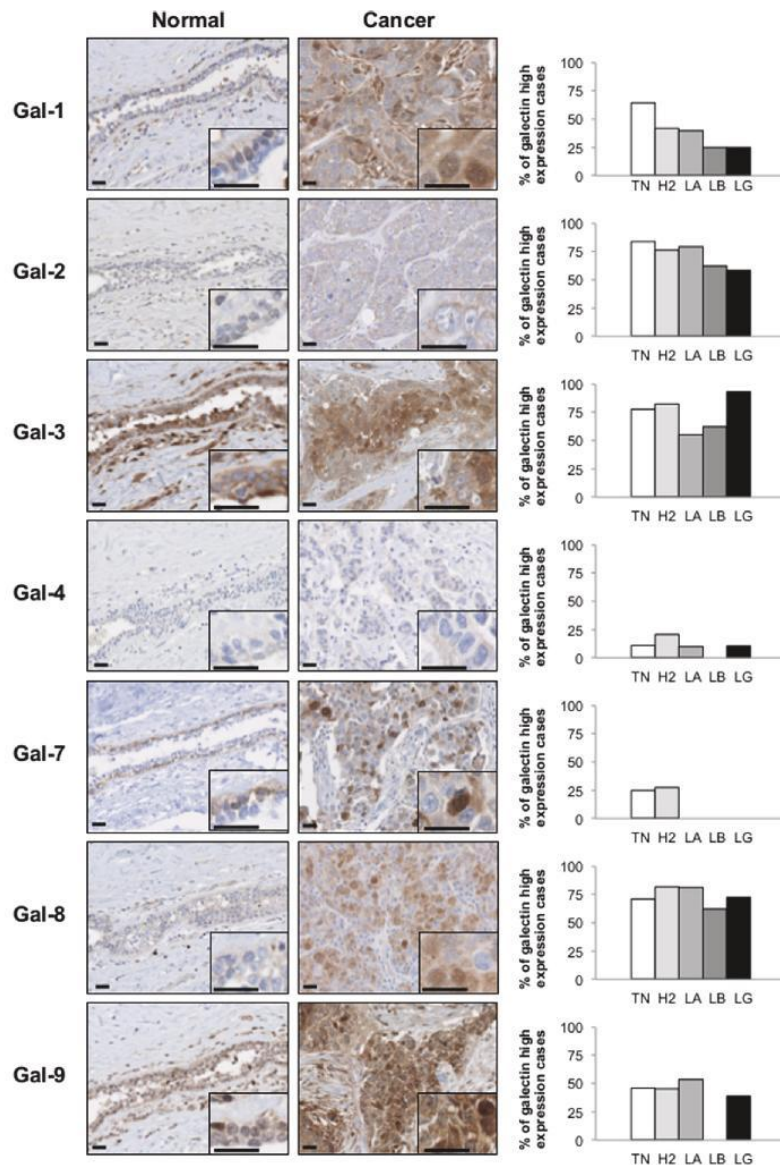 Normal Cancer
Gal-1
% of galectin high
expression cases
100
75
50
25
0
TN H2 LA LB LG
Gal-2
% of galectin high
expression cases
100
75
50
25
0
TN H2 LA LB LG
Gal-3
% of galectin high
expression cases
100
75
50
25
0
TN H2 LA LB LG
Gal-4
% of galectin high
expression cases
100
75
50
25
0
TN H2 LA LB LG
Gal-7
% of galectin high
expression cases
100
75
50
25
0
TN H2 LA LB LG
Gal-8
% of galectin high
expression cases
100
75
50
25
0
TN H2 LA LB LG
Gal-9
% of galectin high
expression cases
100
75
50
25
0
TN H2 LA LB LG